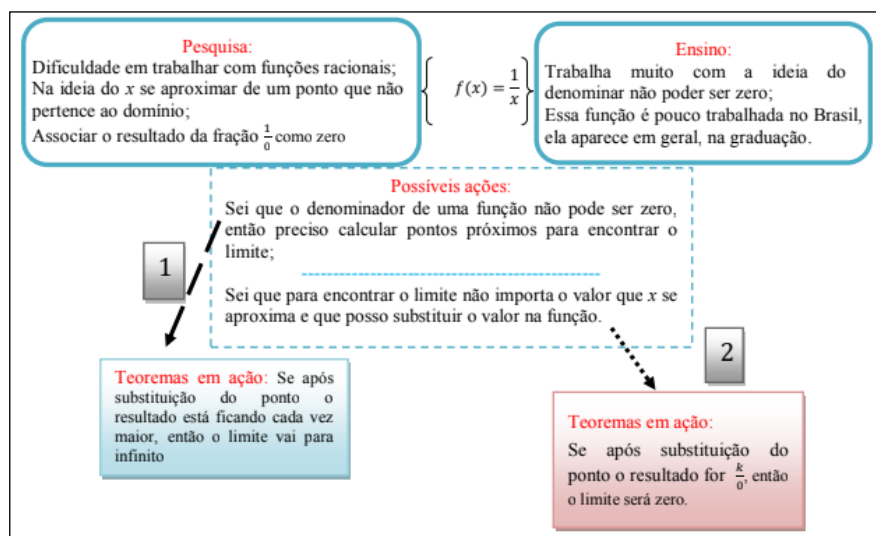 Pesquisa:
Dificuldade em trabalhar com funções racionais;
Na ideia do x se aproximar de um ponto que não
pertence ao domínio;
Associar o resultado da fração 1/0 como zero
f(x) = 1/x
Ensino:
Trabalha muito com a ideia do
denominar não poder ser zero;
Essa função é pouco trabalhada no Brasil,
ela aparece em geral, na graduação.
Possíveis ações:
Sei que o denominador de uma função não pode ser zero,
então preciso calcular pontos próximos para encontrar o
limite;
Sei que para encontrar o limite não importa o valor que x se
aproxima e que posso substituir o valor na função.
1
2
Teoremas em ação: Se após
substituição do ponto o
resultado está ficando cada vez
maior, então o limite vai para
infinito
Teoremas em ação:
Se após substituição do
ponto o resultado for k/0, então
o limite será zero.